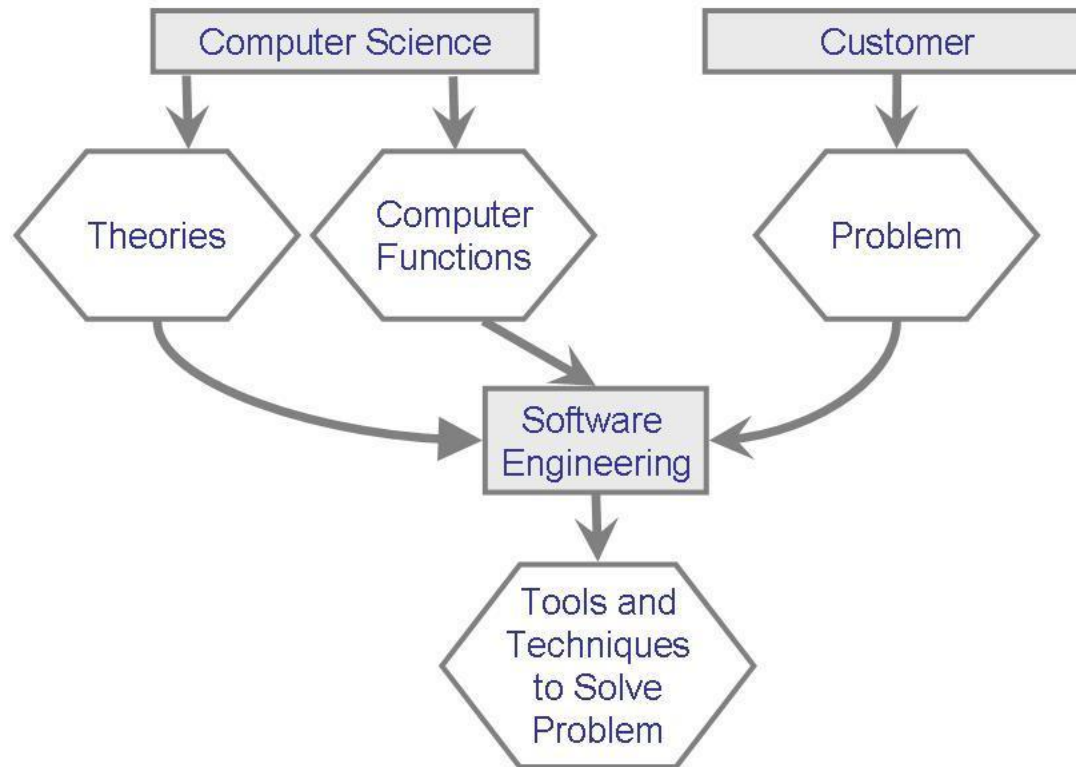 Computer Science
Customer
Theories
Computer
Functions
Problem
Software
Engineering
Tools and
Techniques
to Solve
Problem